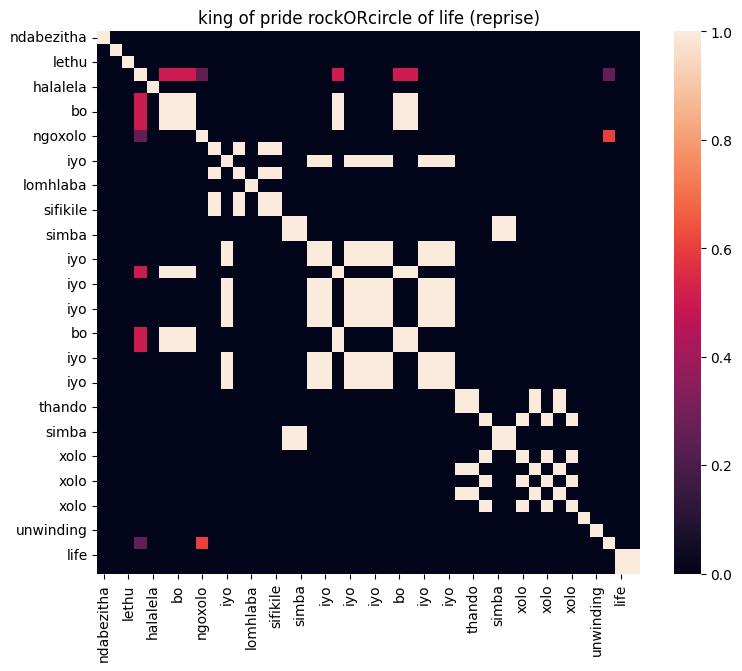 king of pride rockORcircle of life (reprise)
ndabezitha
lethu
halalela
bo
ngoxolo
iyo
lomhlaba
sifikile
simba
iyo
iyo
iyo
bo
iyo
iyo
thando
simba
xolo
xolo
xolo
unwinding
life
1.0
0.8
0.6
0.4
0.2
0.0
ndabezitha
lethu
halalela
bo
ngoxolo
iyo
lomhlaba
sifikile
simba
iyo
iyo
iyo
bo
iyo
iyo
thando
simba
xolo
xolo
xolo
unwinding
life